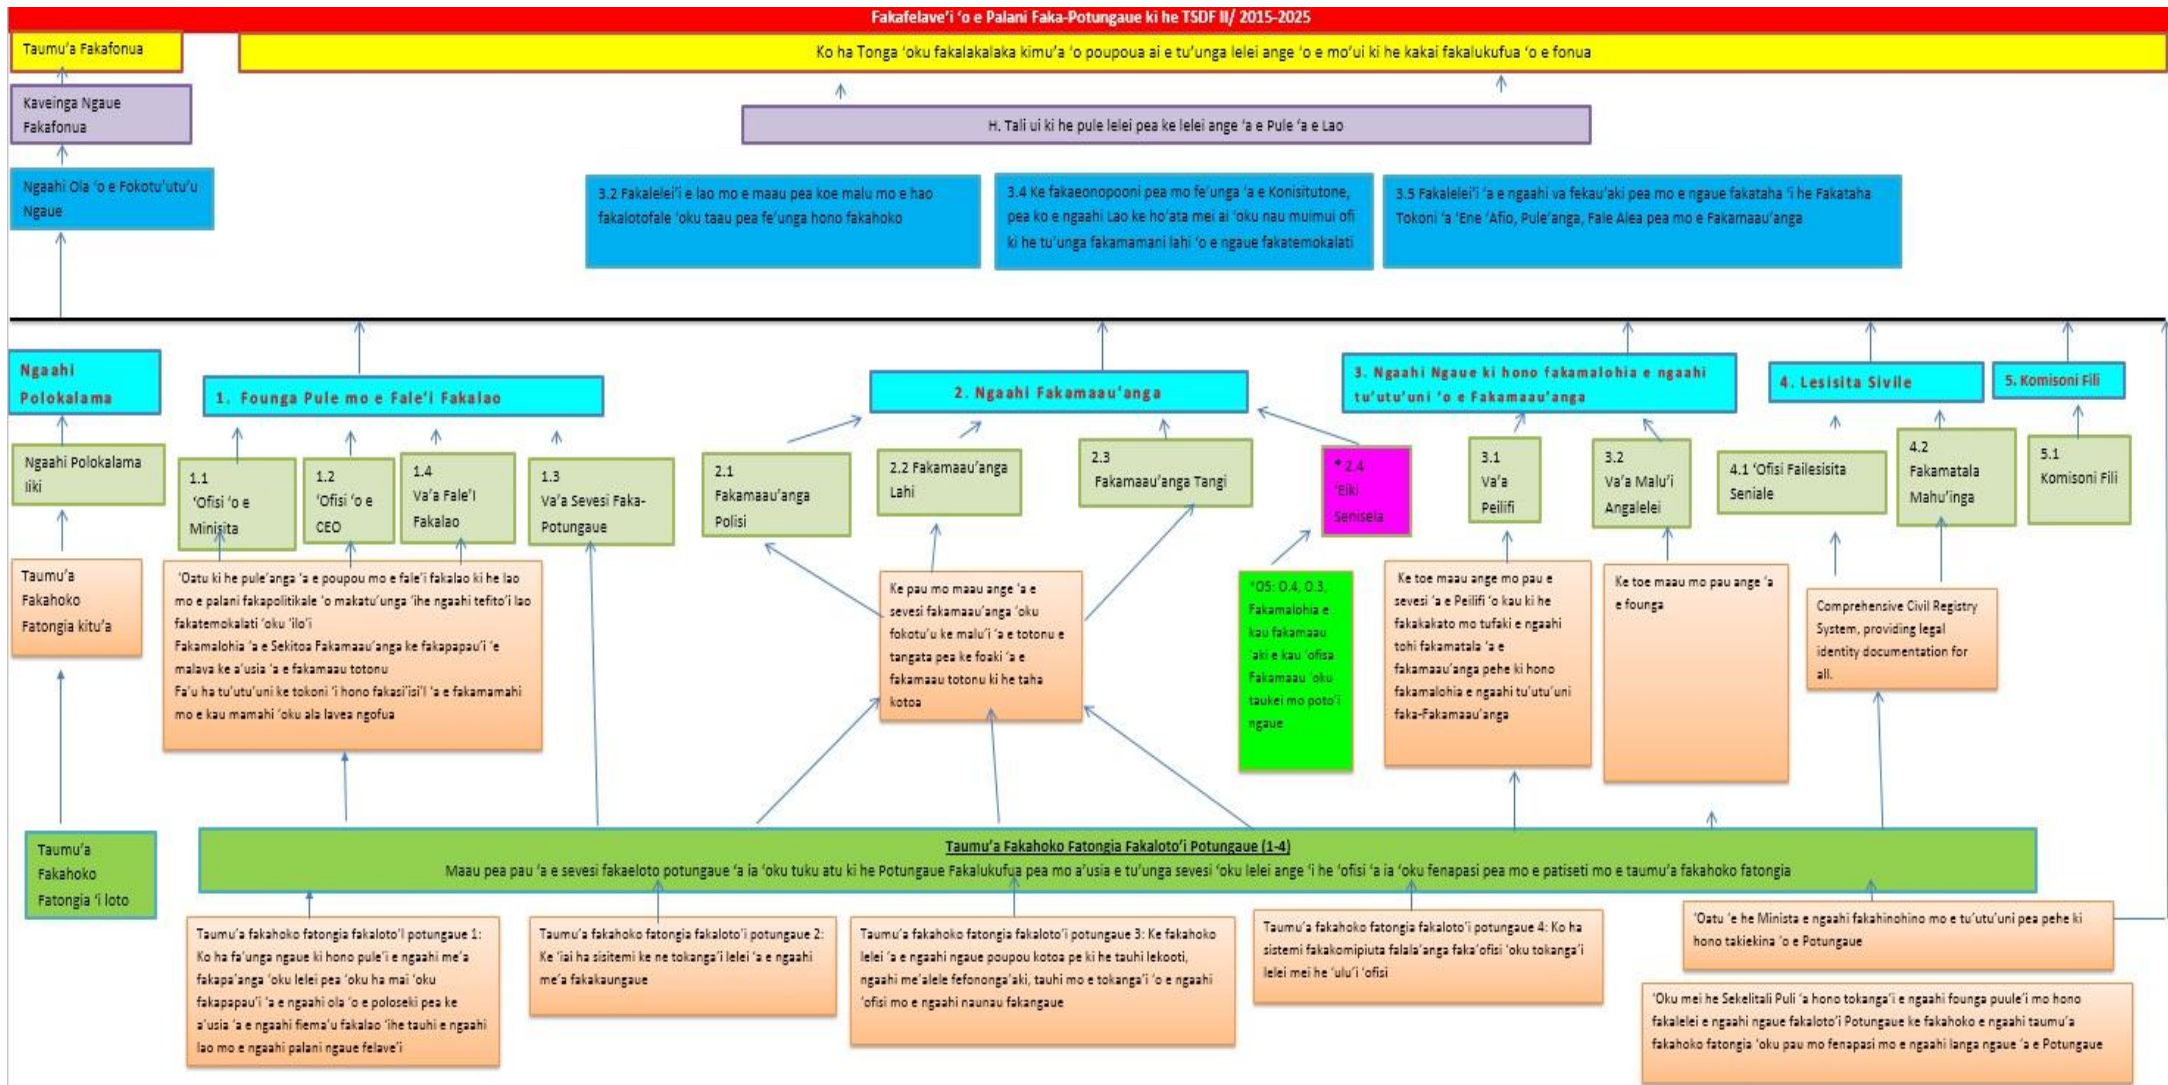 Fakafelave'i 'o e Palani Faka-Potungaue ki he TSDF II/ 2015-2025
Taumu'a Fakafonua
Ko ha Tonga 'oku fakalakalaka kimu'a 'o poupoua ai e tu'unga lelei ange 'o e mo'ui ki he kakai fakalukufua 'o e fonua
Kaveinga Ngaue
Fakafonua
H. Tali ui ki he pule lelei pea ke lelei ange 'a e Pule 'a e Lao
Ngaahi Ola 'o e Fokotu'utu'u
Ngaue
3.2 Fakalelei'i e lao mo e maau pea koe malu mo e hao
fakalotofale 'oku taau pea fe'unga hono fakahoko
3.4 Ke fakaeonopooni pea mo fe'unga 'a e Konisitutone,
pea ko e ngaahi Lao ke ho'ata mei ai 'oku nau muimui ofi
ki he tu'unga fakamamani lahi 'o e ngaue fakatemokalati
3.5 Fakalelei'i 'a e ngaahi va fekau'aki pea mo e ngaue fakataha 'i he Fakataha
Tokoni 'a 'Ene 'Afio, Pule'anga, Fale Alea pea mo e Fakamaau'anga
Ngaahi
Polokalama
1. Founga Pule mo e Fale'i Fakalao
2. Ngaahi Fakamaau'anga
3. Ngaahi Ngaue ki hono fakamalohia e ngaahi
tu'utu'uni 'o e Fakamaau'anga
4. Lesisita Sivile
5. Komisoni Fili
Ngaahi Polokalama
Iiki
1.1
'Ofisi 'o e
Minisita
1.2
'Ofisi 'o e
CEO
1.4
Va'a Fale'I
Fakalao
1.3
Va'a Sevesi Faka-
Potungaue
2.1
Fakamaau'anga
Polisi
2.2 Fakamaau'anga
Lahi
2.3
Fakamaau'anga Tangi
* 2.4
'Eiki
Senisela
3.1
Va'a
Peilifi
3.2
Va'a Malu'i
Angalelei
4.1 'Ofisi Failesisita
Seniale
4.2
Fakamatala
Mahu'inga
5.1
Komisoni Fili
Taumu'a
Fakahoko
Fatongia kitu'a
'Oatu ki he pule'anga 'a e poupou mo e fale'i fakalao ki he lao
mo e palani fakapolitikale 'o makatu'unga 'ihe ngaahi tefito'i lao
fakatemokalati 'oku 'ilo'i
Fakamalohia 'a e Sekitoa Fakamaau'anga ke fakapapau'i 'e
malava ke a'usia 'a e fakamaau totonu
Fa'u ha tu'utu'uni ke tokoni 'i hono fakasi'isi'I 'a e fakamamahi
mo e kau mamahi 'oku ala lavea ngofua
Ke pau mo maau ange 'a e
sevesi fakamaau'anga 'oku
fokotu'u ke malu'i 'a e totonu e
tangata pea ke foaki 'a e
fakamaau totonu ki he taha
kotoa
*O5: O.4, O.3,
Fakamalohia e
kau fakamaau
'aki e kau 'ofisa
Fakamaau 'oku
taukei mo poto'i
ngaue
Ke toe maau ange mo pau e
sevesi 'a e Peilifi 'o kau ki he
fakakakato mo tufaki e ngaahi
tohi fakamatala 'a e
fakamaau'anga pehe ki hono
fakamalohia e ngaahi tu'utu'uni
faka-Fakamaau'anga
Ke toe maau mo pau ange 'a
e founga
Comprehensive Civil Registry
System, providing legal
identity documentation for
all.
Taumu'a
Fakahoko
Fatongia 'i loto
Taumu'a Fakahoko Fatongia Fakaloto'i Potungaue (1-4)
Maau pea pau 'a e sevesi fakaeloto potungaue 'a ia 'oku tuku atu ki he Potungaue Fakalukufua pea mo a'usia e tu'unga sevesi 'oku lelei ange 'i he 'ofisi 'a ia 'oku fenapasi pea mo e patiseti mo e taumu'a fakahoko fatongia
Taumu'a fakahoko fatongia fakaloto'I potungaue 1:
Ko ha fa'unga ngaue ki hono pule'i e ngaahi me'a
fakapa'anga 'oku lelei pea 'oku ha mai 'oku
fakapapau'i 'a e ngaahi ola 'o e poloseki pea ke
a'usia 'a e ngaahi fiema'u fakalao 'ihe tauhi e ngaahi
lao mo e ngaahi palani ngaue felave'i
Taumu'a fakahoko fatongia fakaloto'i potungaue 2:
Ke 'iai ha sisitemi ke ne tokanga'i lelei 'a e ngaahi
me'a fakakaungaue
Taumu'a fakahoko fatongia fakaloto'i potungaue 3: Ke fakahoko
lelei 'a e ngaahi ngaue poupou kotoa pe ki he tauhi lekooti,
ngaahi me'alele fefononga'aki, tauhi mo e tokanga'i 'o e ngaahi
'ofisi mo e ngaahi naunau fakangaue
Taumu'a fakahoko fatongia fakaloto'i potungaue 4: Ko ha
sistemi fakakomipiuta falala'anga faka'ofisi 'oku tokanga'i
lelei mei he 'ulu'i 'ofisi
'Oatu 'e he Minista e ngaahi fakahinohino mo e tu'utu'uni pea pehe ki
hono takiekina 'o e Potungaue
'Oku mei he Sekelitali Puli 'a hono tokanga'i e ngaahi founga puule'i mo hono
fakalelei e ngaahi ngaue fakaloto'i Potungaue ke fakahoko e ngaahi taumu'a
fakahoko fatongia 'oku pau mo fenapasi mo e ngaahi langa ngaue 'a e Potungaue